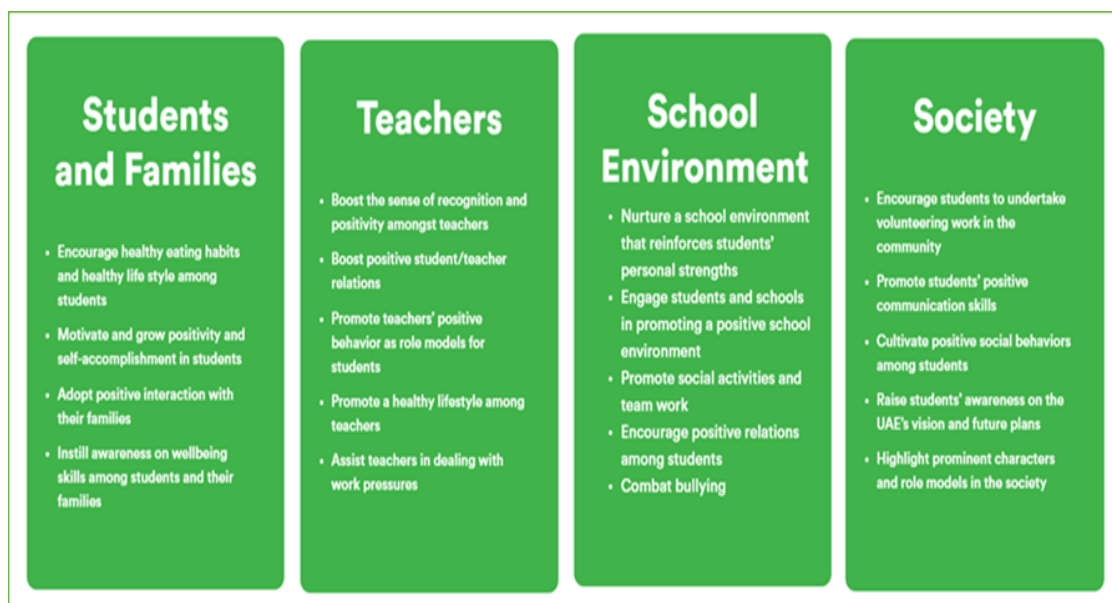 Students
and Families
• Encourage healthy eating habits
and healthy life style among
students
• Motivate and grow positivity and
self-accomplishment in students
• Adopt positive interaction with
their families
• Instill awareness on wellbeing
skills among students and their
families
Teachers
• Boost the sense of recognition and
positivity amongst teachers
• Boost positive student/teacher
relations
• Promote teachers' positive
behavior as role models for
students
• Promote a healthy lifestyle among
teachers
• Assist teachers in dealing with
work pressures
School
Environment
• Nurture a school environment
that reinforces students'
personal strengths
• Engage students and schools
in promoting a positive school
environment
• Promote social activities and
team work
• Encourage positive relations
among students
• Combat bullying
Society
• Encourage students to undertake
volunteering work in the
community
• Promote students' positive
communication skills
• Cultivate positive social behaviors
among students
• Raise students' awareness on the
UAE's vision and future plans
• Highlight prominent characters
and role models in the society